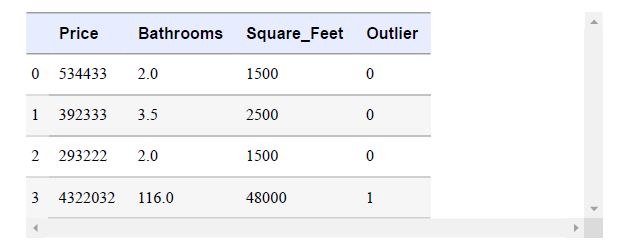 Price Bathrooms Square_Feet Outlier
0 534433 2.0 1500 0
1 392333 3.5 2500 0
2 293222 2.0 1500 0
3 4322032 116.0 48000 1